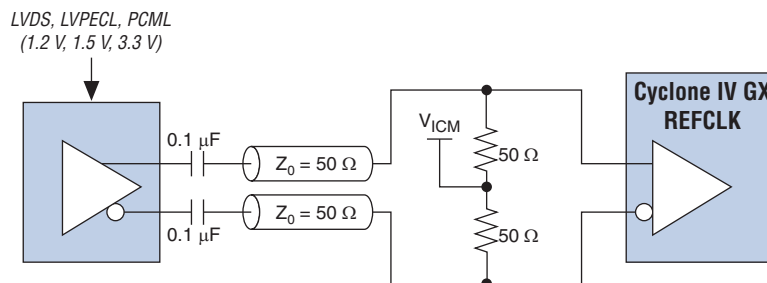 LVDS, LVPECL, PCML
(1.2 V, 1.5 V, 3.3 V)
Cyclone IV GX
REFCLK
0.1 µF
Z0 = 50 Ω
VICM
50 Ω
Z0 = 50 Ω
0.1 µF
50 Ω